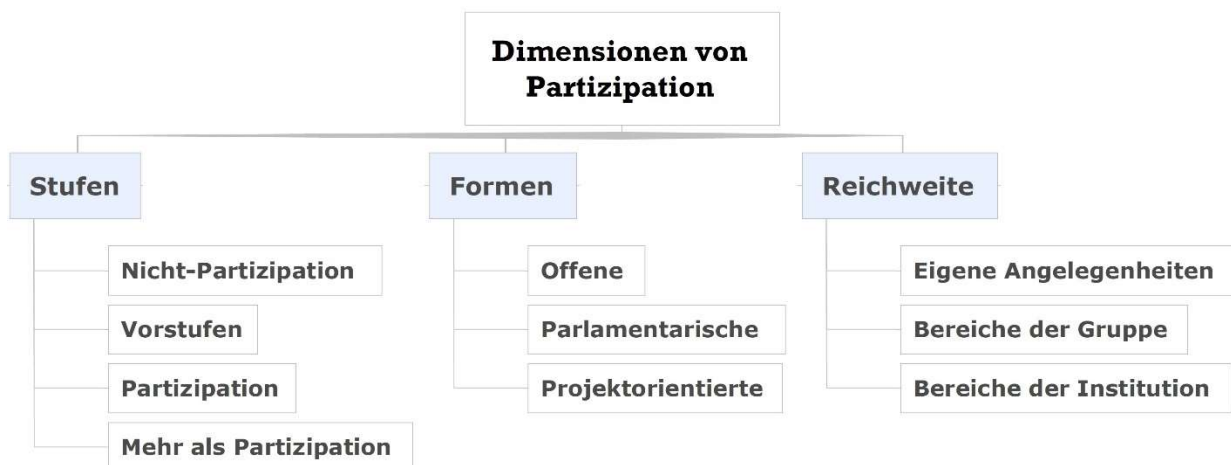 Dimensionen von
Partizipation
Stufen
Nicht-Partizipation
Vorstufen
Partizipation
Mehr als Partizipation
Formen
Offene
Parlamentarische
Projektorientierte
Reichweite
Eigene Angelegenheiten
Bereiche der Gruppe
Bereiche der Institution